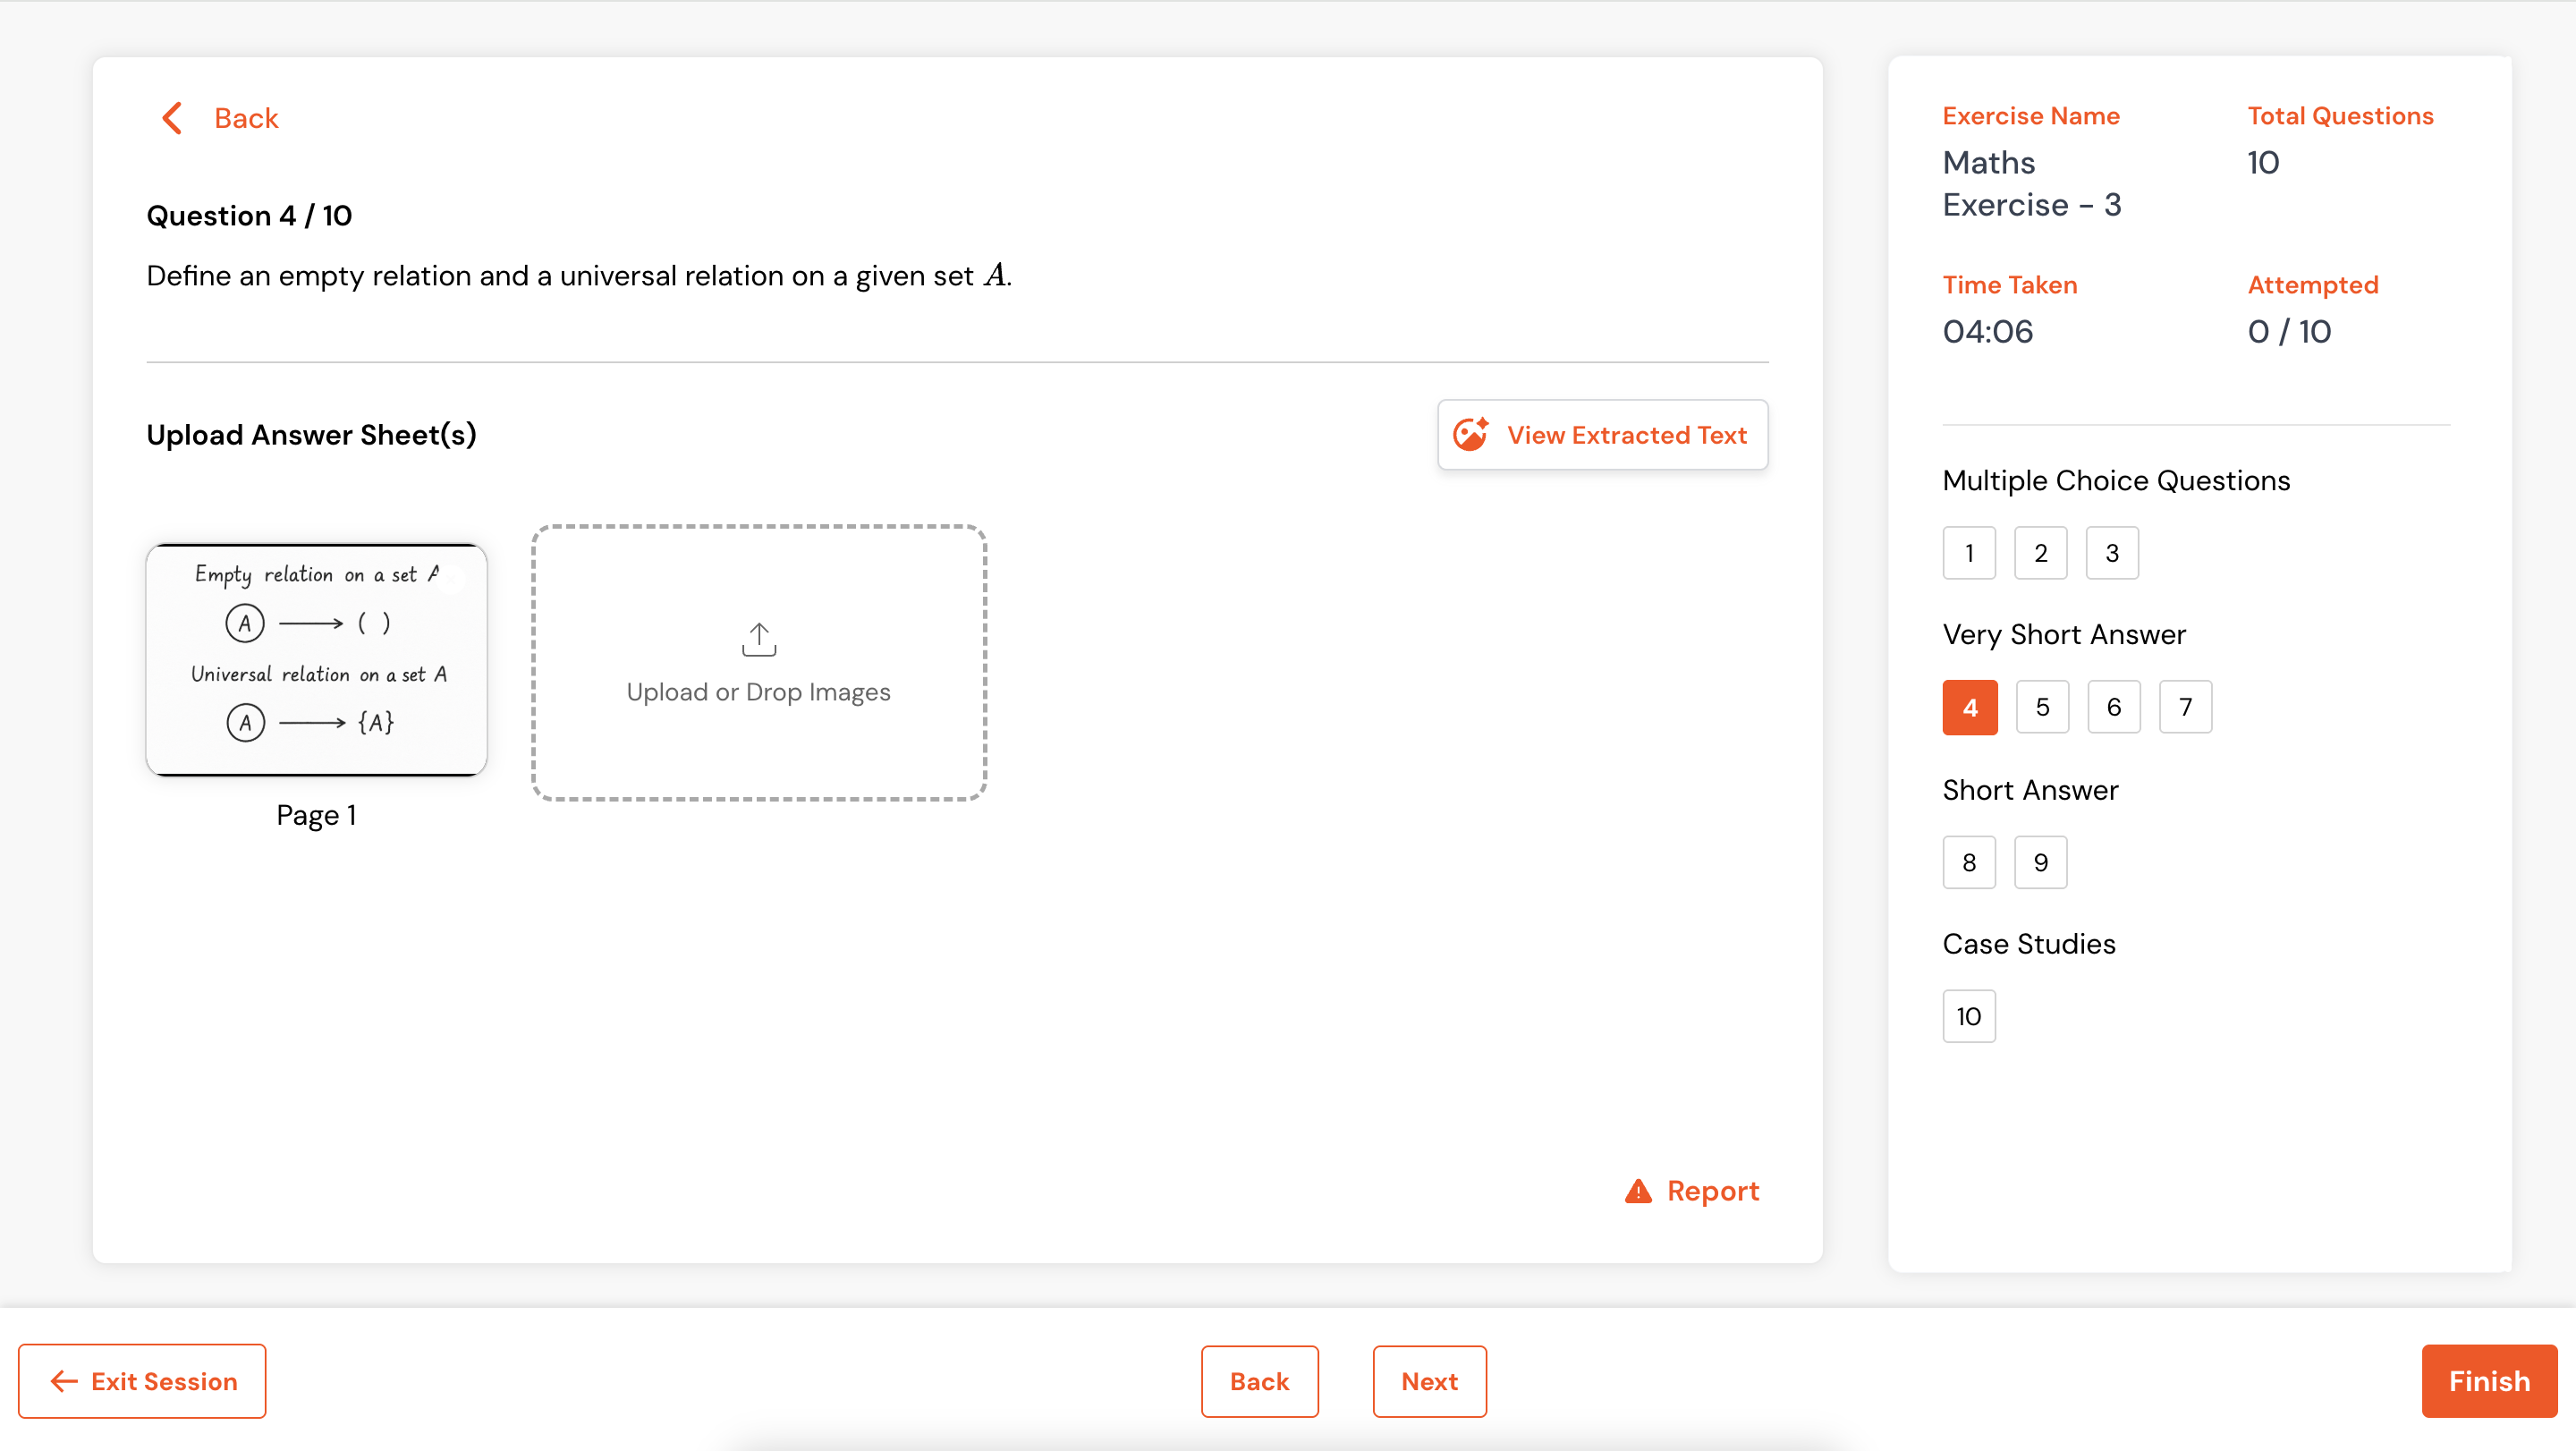 Back
Question 4 / 10
Define an empty relation and a universal relation on a given set A.
Upload Answer Sheet(s)
View Extracted Text
Empty relation on a set A
A → ( )
Universal relation on a set A
A → {A}
Page 1
Upload or Drop Images
Report
Exercise Name
Maths
Exercise - 3
Total Questions
10
Time Taken
04:06
Attempted
0 / 10
Multiple Choice Questions
1 2 3
Very Short Answer
4 5 6 7
Short Answer
8 9
Case Studies
10
← Exit Session
Back
Next
Finish